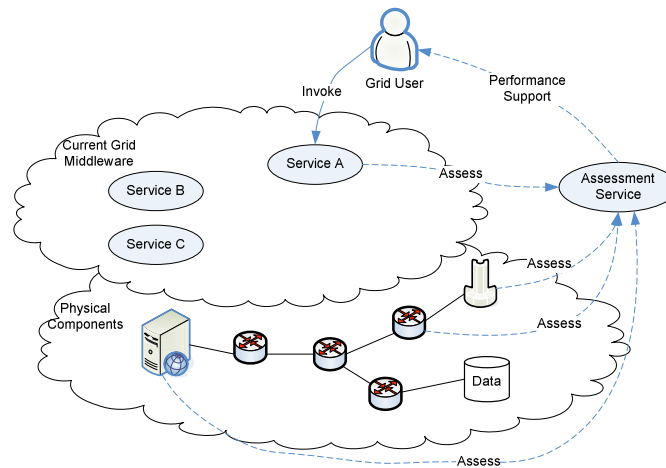 Grid User
Invoke
Performance
Support
Current Grid
Middleware
Service A
Assess
Assessment
Service
Service B
Service C
Assess
Physical
Components
Assess
Data
Assess